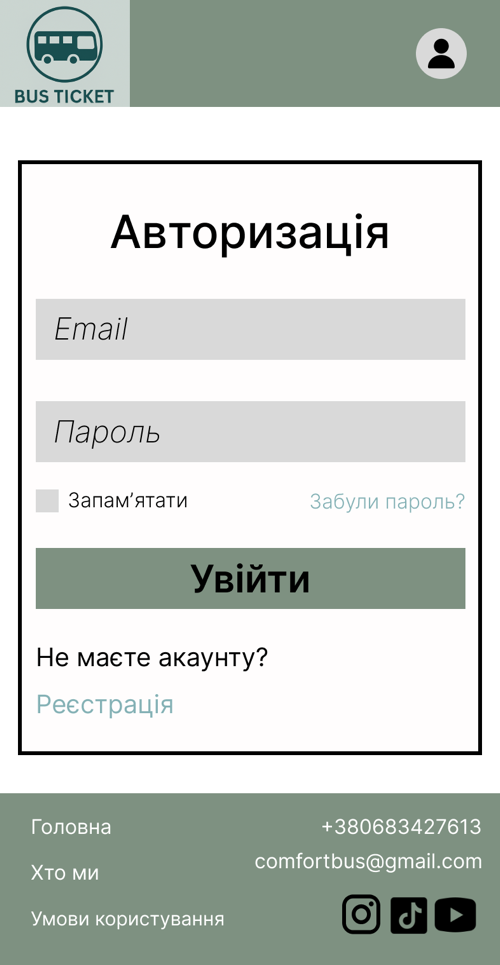 BUS TICKET
Авторизація
Email
Пароль
Запам’ятати
Забули пароль?
Увійти
Не маєте акаунту?
Реєстрація
Головна
+380683427613
Хто ми
comfortbus@gmail.com
Умови користування